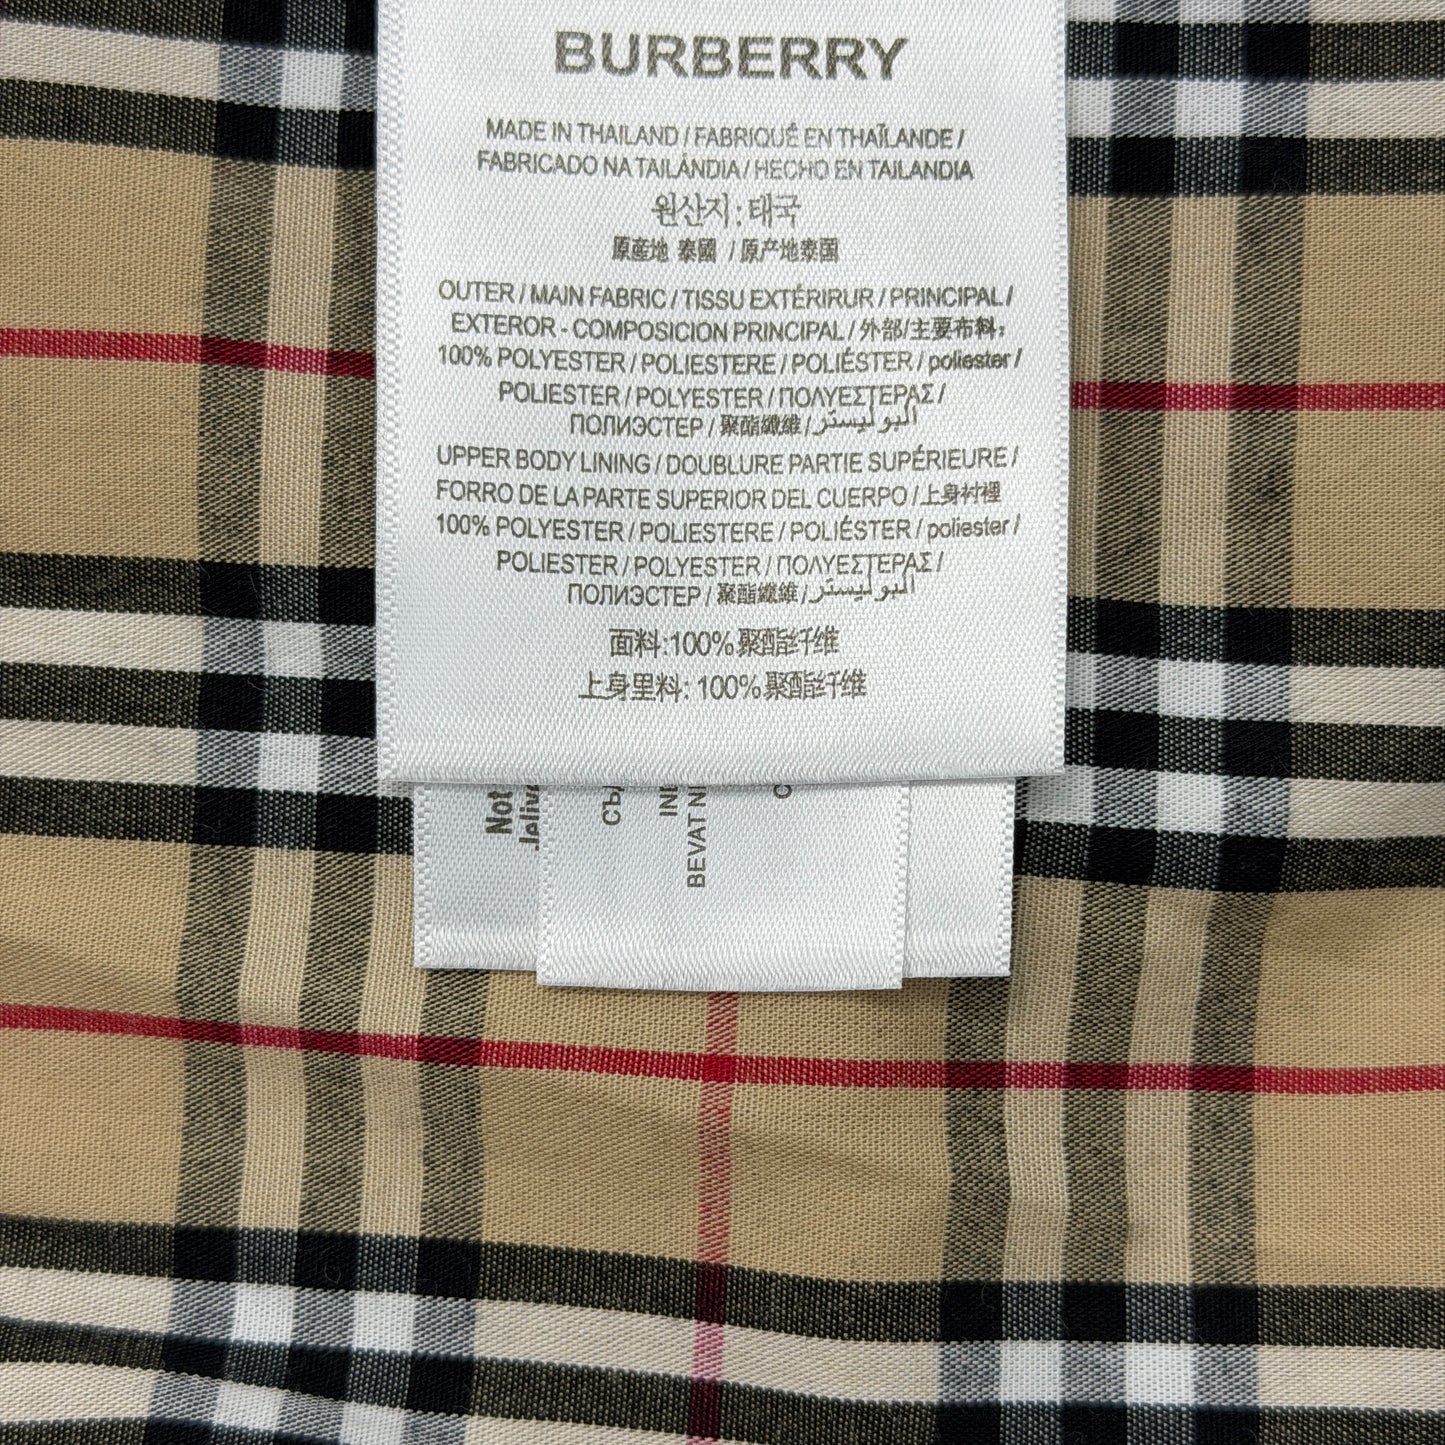 BURBERRY
MADE IN THAILAND / FABRIQUÉ EN THAÏLANDE /
FABRICADO NA TAILÂNDIA / HECHO EN TAILANDIA
원산지: 태국
原産地 泰國 / 原产地泰国
OUTER / MAIN FABRIC / TISSU EXTÉRIRUR / PRINCIPAL /
EXTEROR - COMPOSICION PRINCIPAL / 外部/主要布料:
100% POLYESTER / POLIESTERE / POLIÉSTER / poliester /
POLIESTER / POLYESTER / ΠΟΛΥΕΣΤΕΡΑΣ /
ПОЛИЭСТЕР / 聚酯纖維 / البوليستر
UPPER BODY LINING / DOUBLURE PARTIE SUPÉRIEURE /
FORRO DE LA PARTE SUPERIOR DEL CUERPO / 上身衬裡
100% POLYESTER / POLIESTERE / POLIÉSTER / poliester /
POLIESTER / POLYESTER / ΠΟΛΥΕΣΤΕΡΑΣ /
ПОЛИЭСТЕР / 聚酯纖維 / البوليستر
面料:100%聚酯纤维
上身里料: 100%聚酯纤维
Not
BEVAT